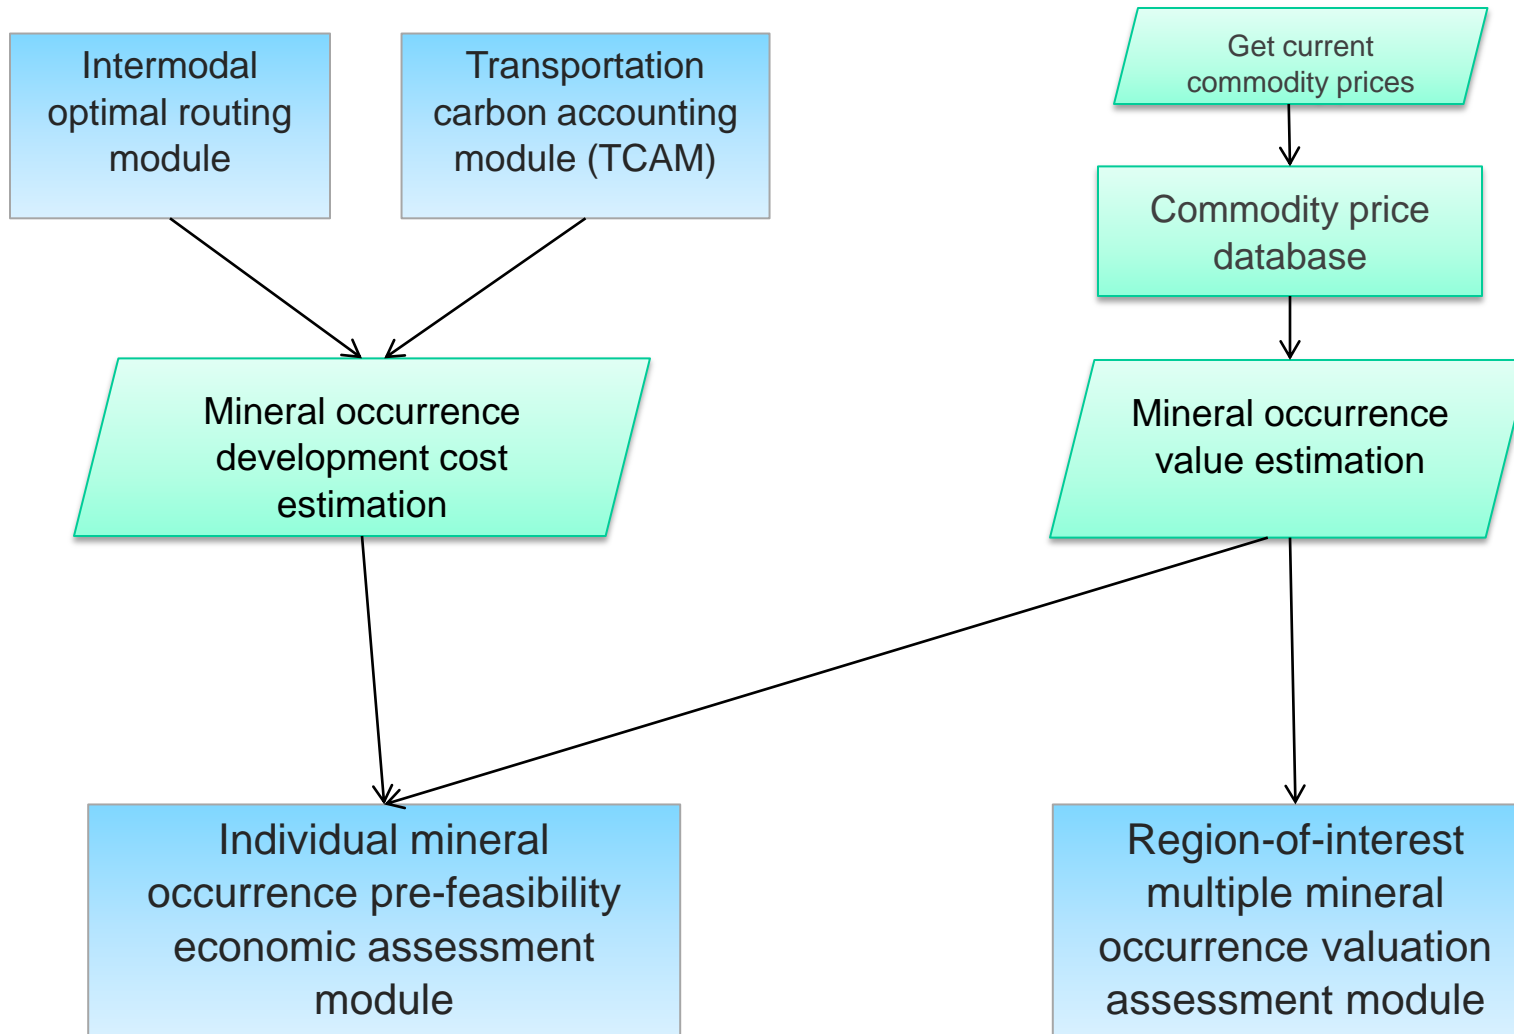 Intermodal
optimal routing
module
Transportation
carbon accounting
module (TCAM)
Get current
commodity prices
Commodity price
database
Mineral occurrence
development cost
estimation
Mineral occurrence
value estimation
Individual mineral
occurrence pre-feasibility
economic assessment
module
Region-of-interest
multiple mineral
occurrence valuation
assessment module